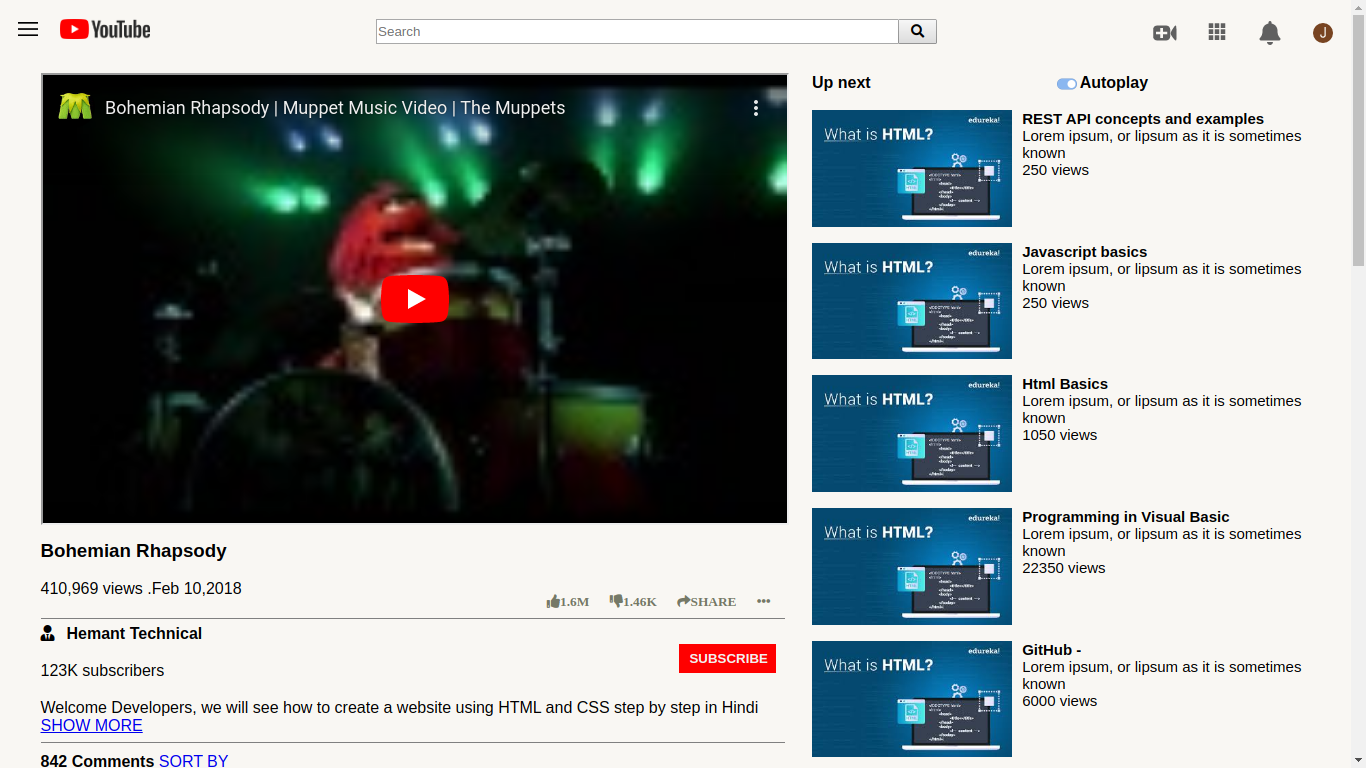 YouTube
Search
J
Bohemian Rhapsody | Muppet Music Video | The Muppets
Bohemian Rhapsody
410,969 views .Feb 10,2018
1.6M
1.46K
SHARE
Hemant Technical
SUBSCRIBE
123K subscribers
Welcome Developers, we will see how to create a website using HTML and CSS step by step in Hindi
SHOW MORE
842 Comments SORT BY
Up next
Autoplay
edureka!
What is HTML?
REST API concepts and examples
Lorem ipsum, or lipsum as it is sometimes
known
250 views
edureka!
What is HTML?
Javascript basics
Lorem ipsum, or lipsum as it is sometimes
known
250 views
edureka!
What is HTML?
Html Basics
Lorem ipsum, or lipsum as it is sometimes
known
1050 views
edureka!
What is HTML?
Programming in Visual Basic
Lorem ipsum, or lipsum as it is sometimes
known
22350 views
edureka!
What is HTML?
GitHub -
Lorem ipsum, or lipsum as it is sometimes
known
6000 views